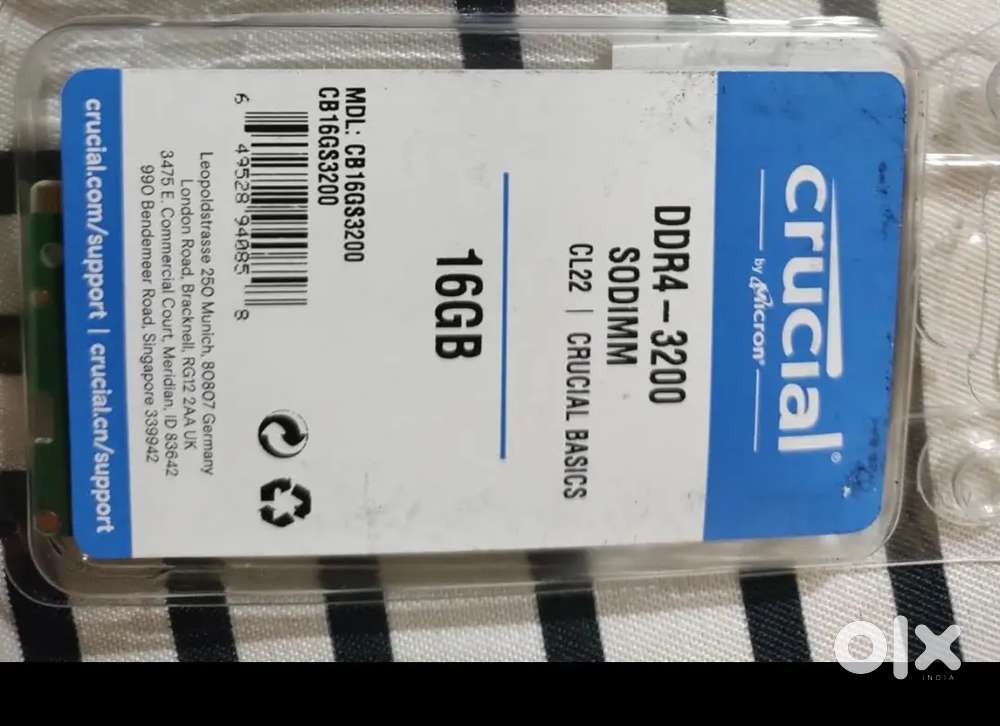 crucial®
by Micron®
DDR4–3200
SODIMM
CL22 | CRUCIAL BASICS
16GB
MDL: CB16GS3200
CB16GS3200
6 49528 94085 8
Leopoldstrasse 250 Munich, 80807 Germany
London Road, Bracknell, RG12 2AA UK
3475 E. Commercial Court, Meridian, ID 83642
990 Bendemeer Road, Singapore 339942
crucial.com/support | crucial.cn/support
olx
INDIA